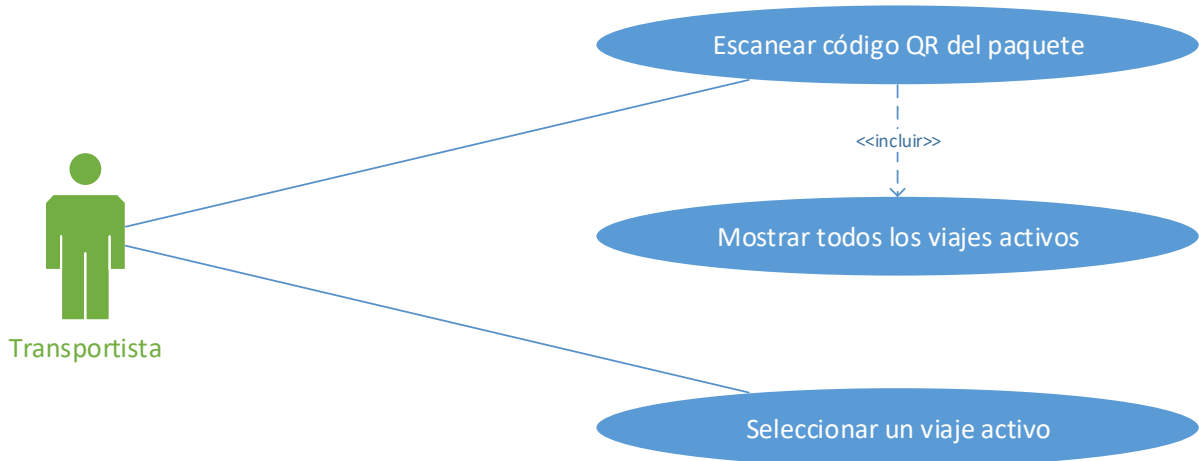 Escanear código QR del paquete
<<incluir>>
Mostrar todos los viajes activos
Transportista
Seleccionar un viaje activo